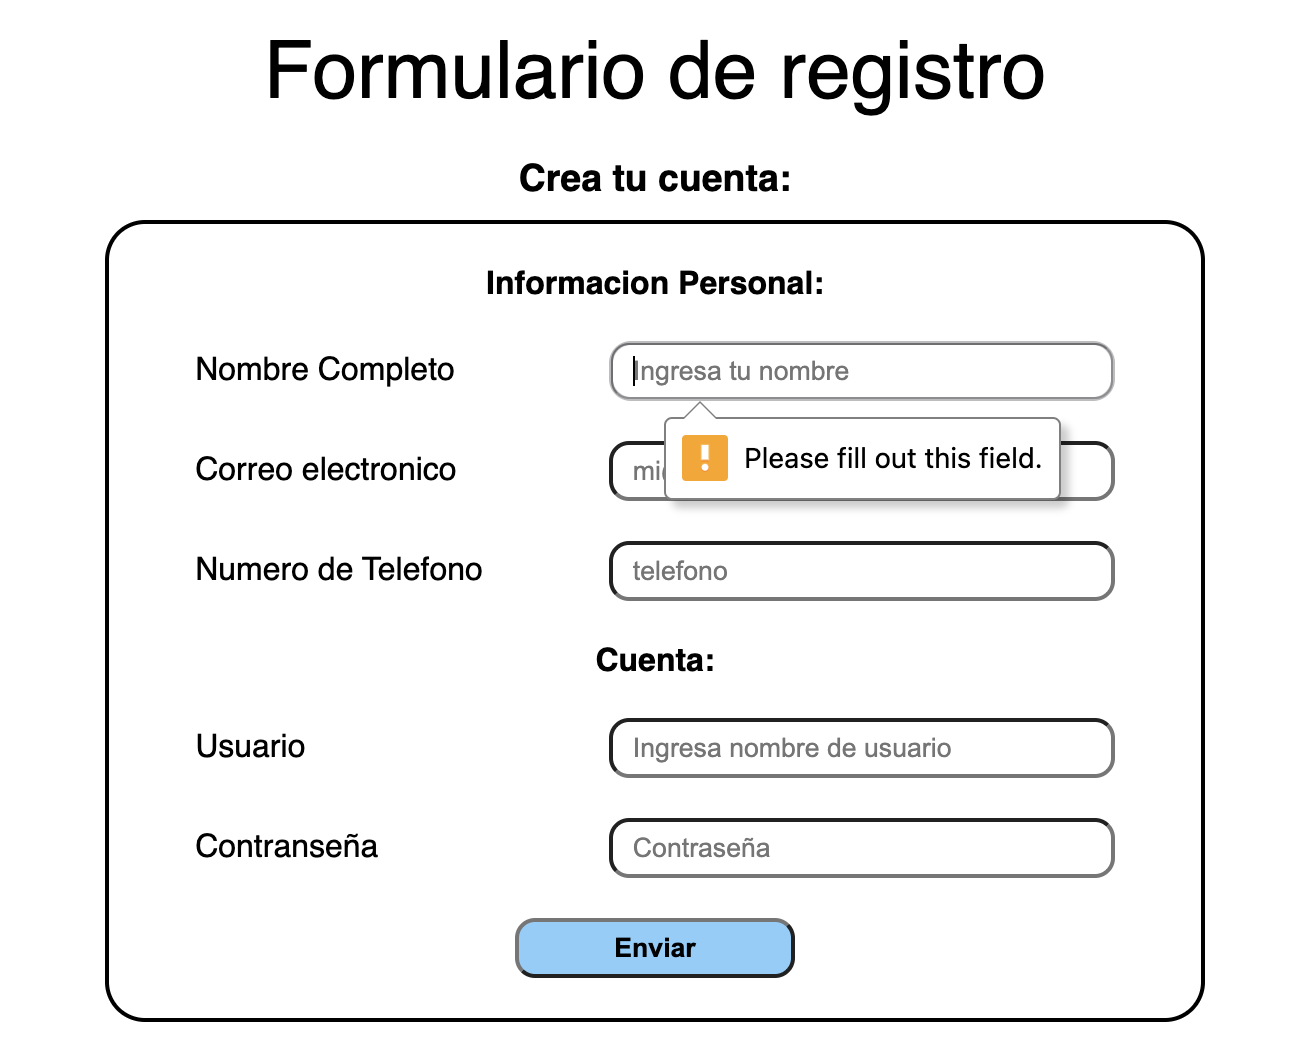 Formulario de registro
Crea tu cuenta:
Informacion Personal:
Nombre Completo
Ingresa tu nombre
Please fill out this field.
Correo electronico
Numero de Telefono
telefono
Cuenta:
Usuario
Ingresa nombre de usuario
Contranseña
Contraseña
Enviar